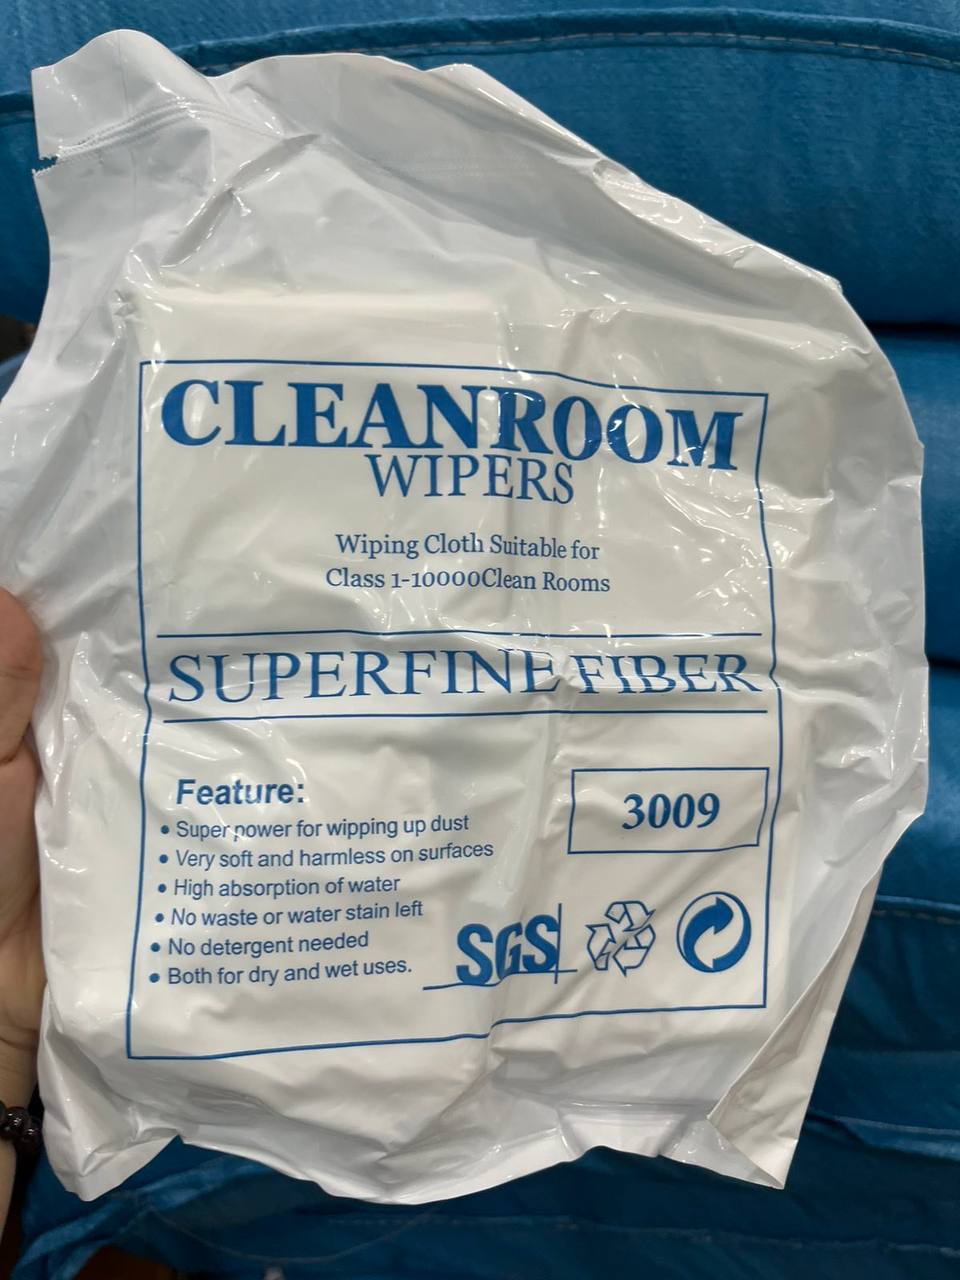 CLEANROOM
WIPERS
Wiping Cloth Suitable for
Class 1-10000Clean Rooms
SUPERFINE FIBER
Feature:
• Super power for wipping up dust
• Very soft and harmless on surfaces
• High absorption of water
• No waste or water stain left
• No detergent needed
• Both for dry and wet uses.
3009
SGS